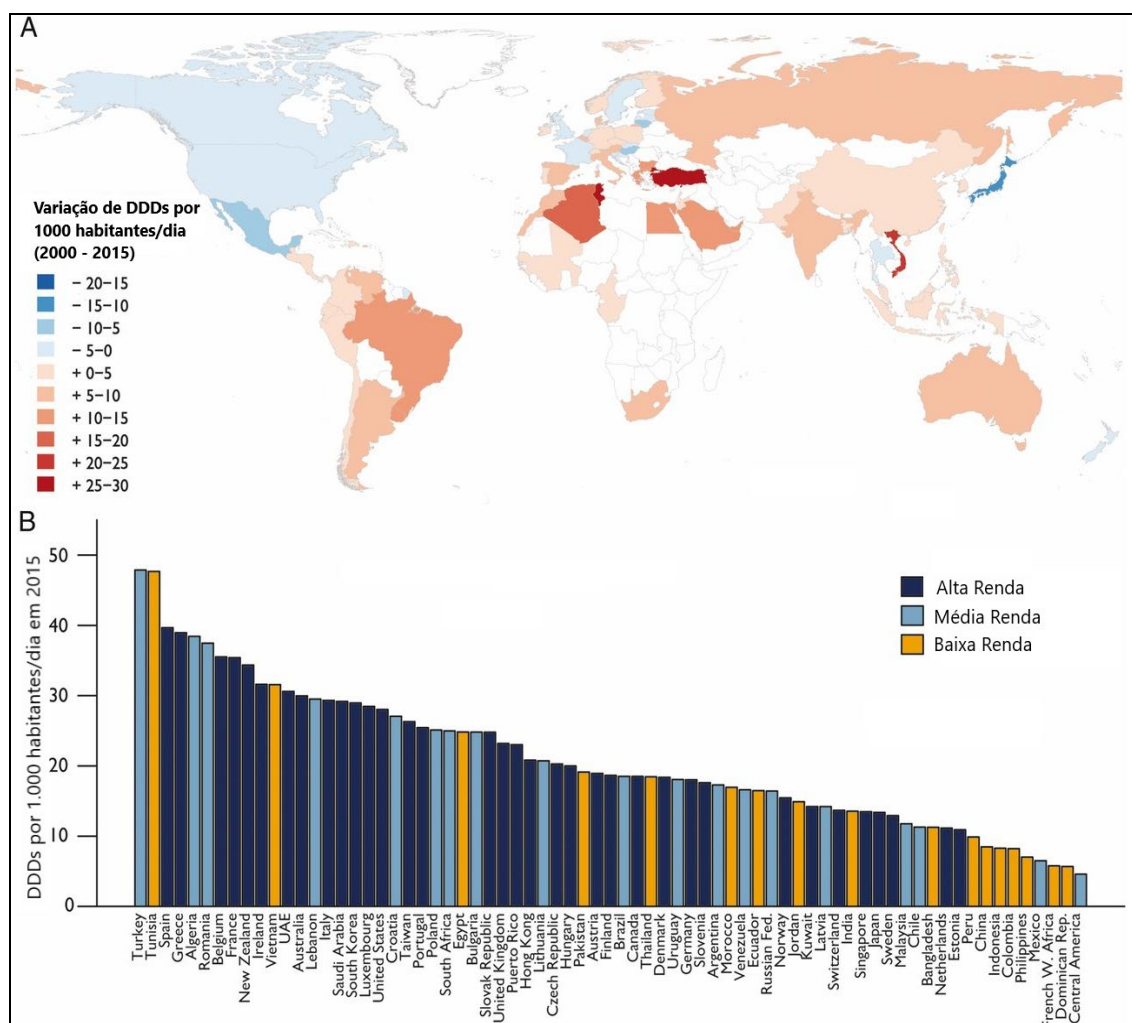 A
Variação de DDDs por
1000 habitantes/dia
(2000 - 2015)
− 20–15
− 15–10
− 10–5
− 5–0
+ 0–5
+ 5–10
+ 10–15
+ 15–20
+ 20–25
+ 25–30
B
DDDs por 1.000 habitantes/dia em 2015
50
40
30
20
10
0
Alta Renda
Média Renda
Baixa Renda
Turkey
Tunisia
Spain
Greece
Algeria
Romania
Belgium
France
New Zealand
Ireland
Vietnam
UAE
Australia
Lebanon
Italy
Saudi Arabia
South Korea
Luxembourg
United States
Croatia
Taiwan
Portugal
Poland
South Africa
Egypt
Bulgaria
Slovak Republic
United Kingdom
Puerto Rico
Hong Kong
Lithuania
Czech Republic
Hungary
Pakistan
Austria
Finland
Brazil
Canada
Thailand
Denmark
Uruguay
Germany
Slovenia
Argentina
Morocco
Venezuela
Ecuador
Russian Fed.
Norway
Jordan
Kuwait
Latvia
Switzerland
India
Singapore
Japan
Sweden
Malaysia
Chile
Bangladesh
Netherlands
Estonia
Peru
China
Indonesia
Colombia
Philippines
Mexico
French W. Africa
Dominican Rep.
Central America